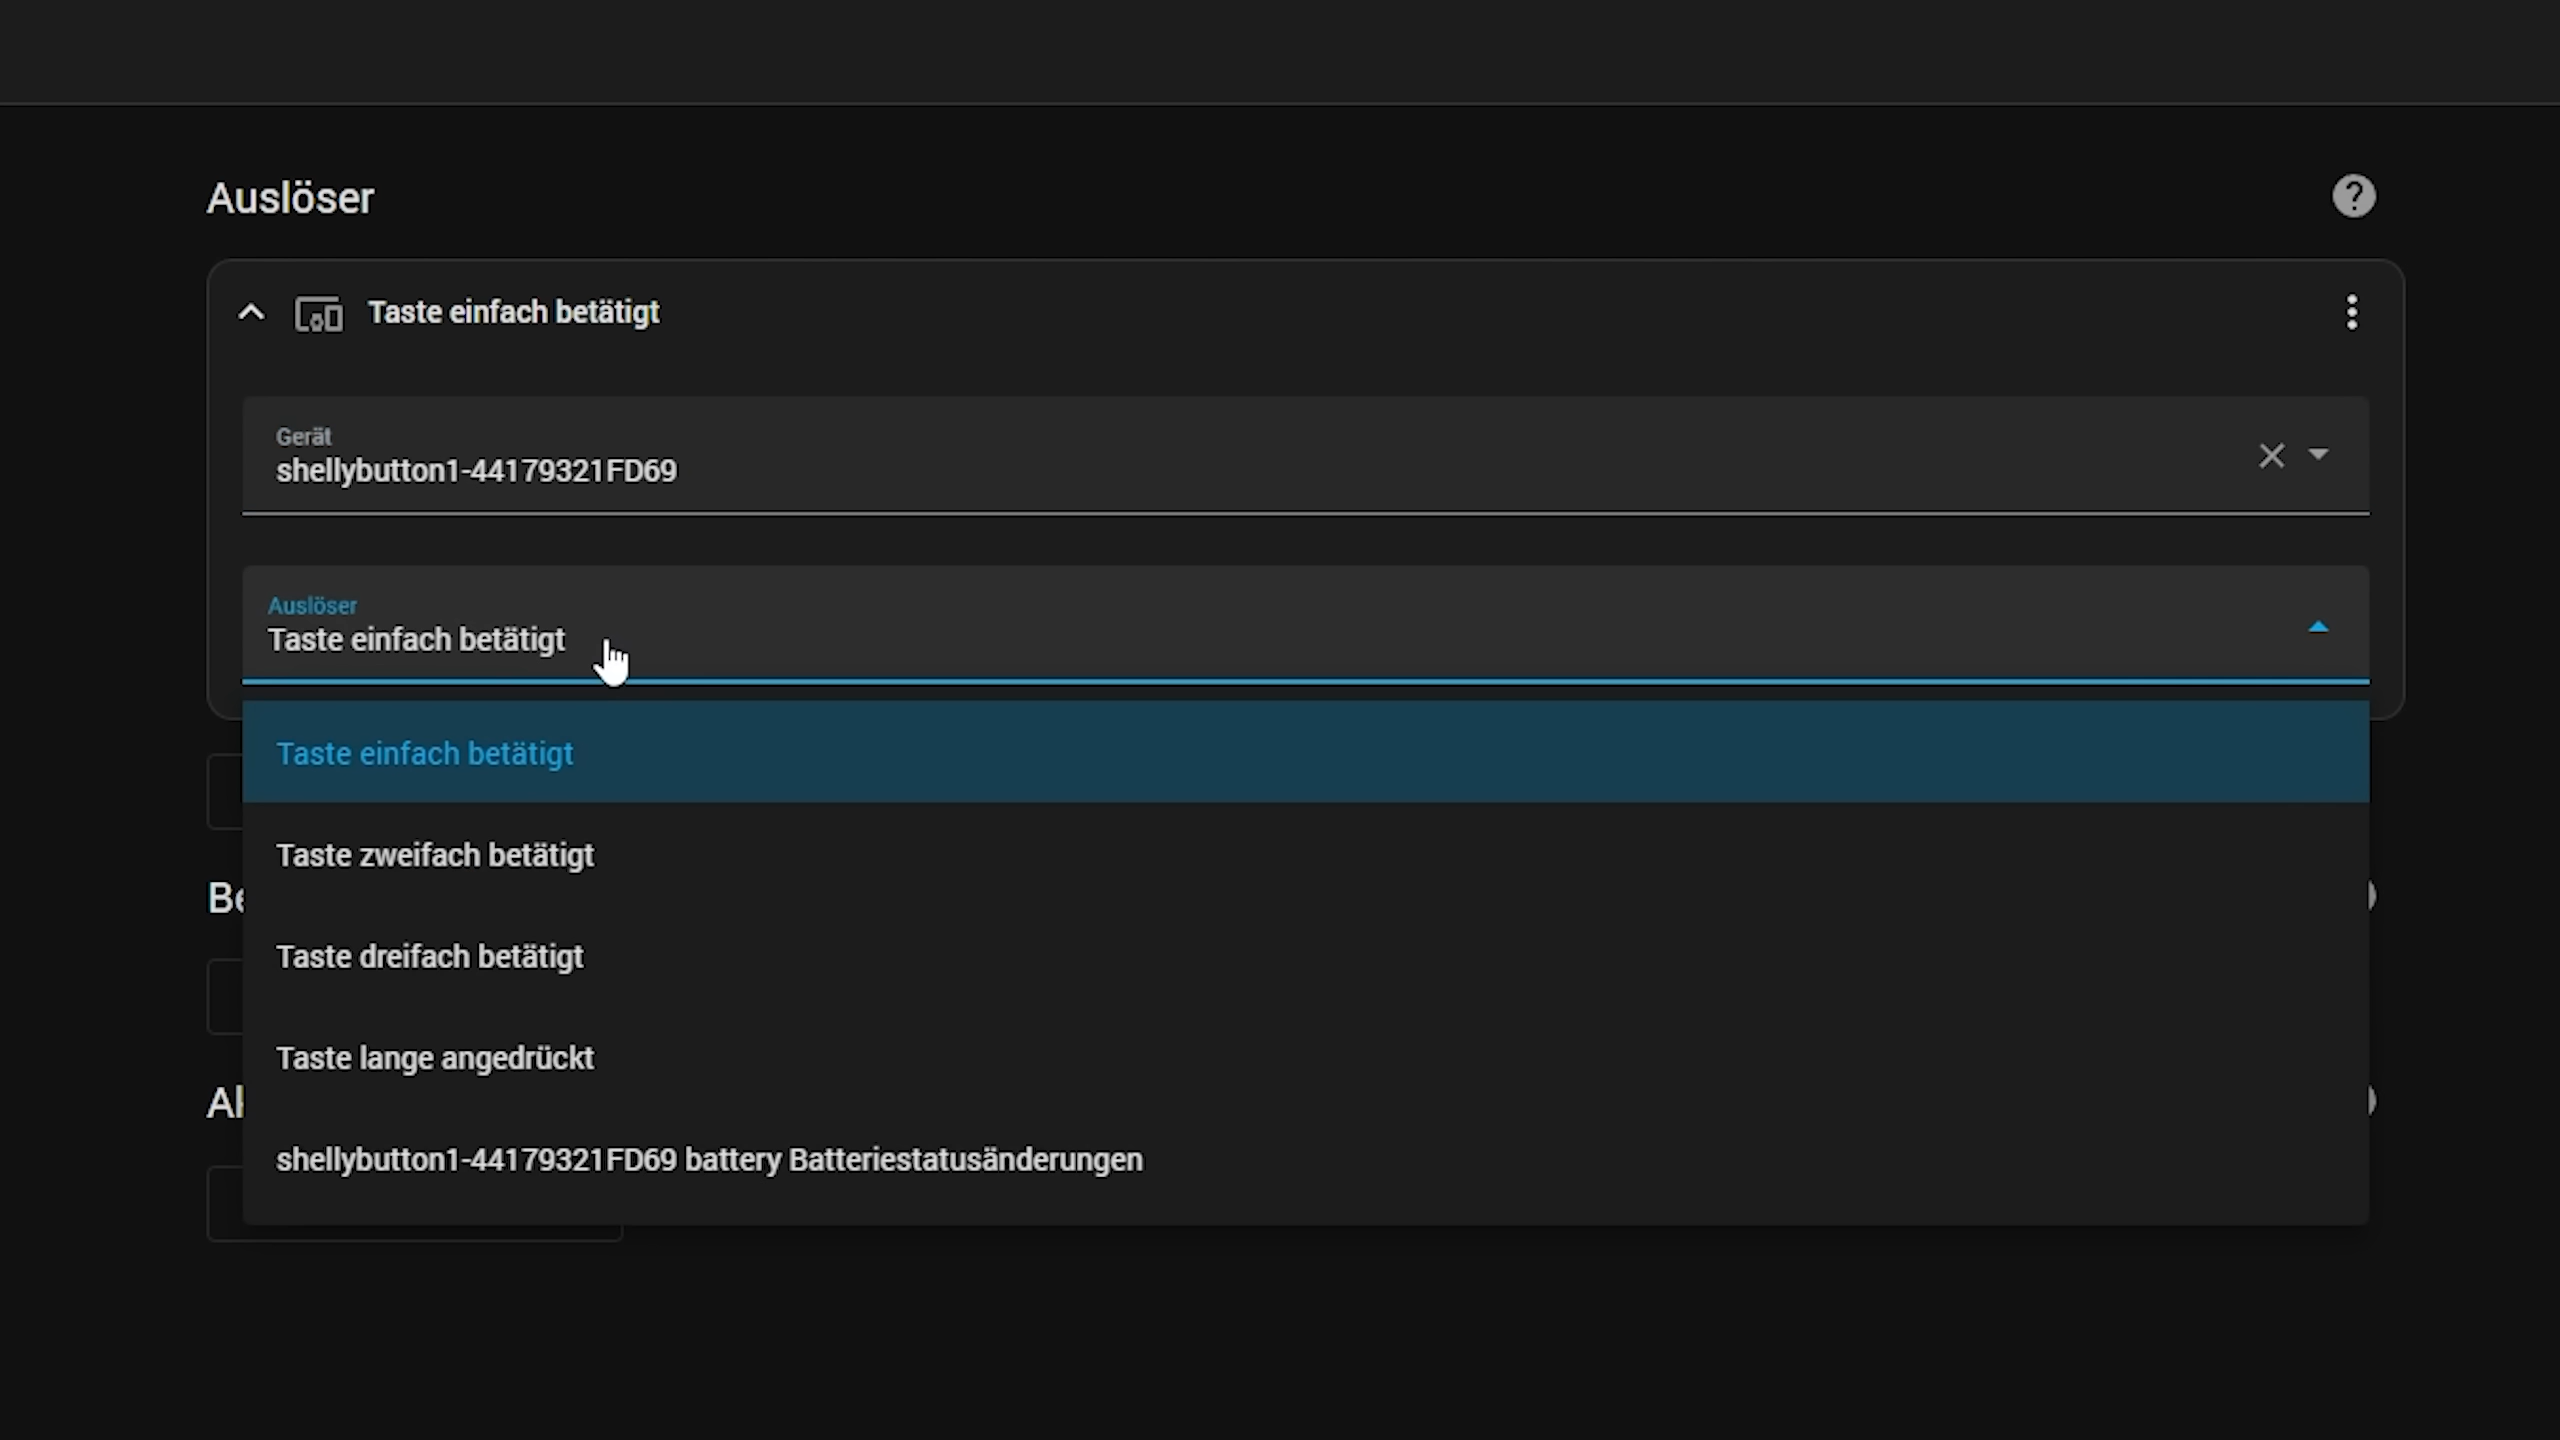 Auslöser
Taste einfach betätigt
Gerät
shellybutton1-44179321FD69
Auslöser
Taste einfach betätigt
Taste einfach betätigt
Taste zweifach betätigt
Taste dreifach betätigt
Taste lange angedrückt
shellybutton1-44179321FD69 battery Batteriestatusänderungen